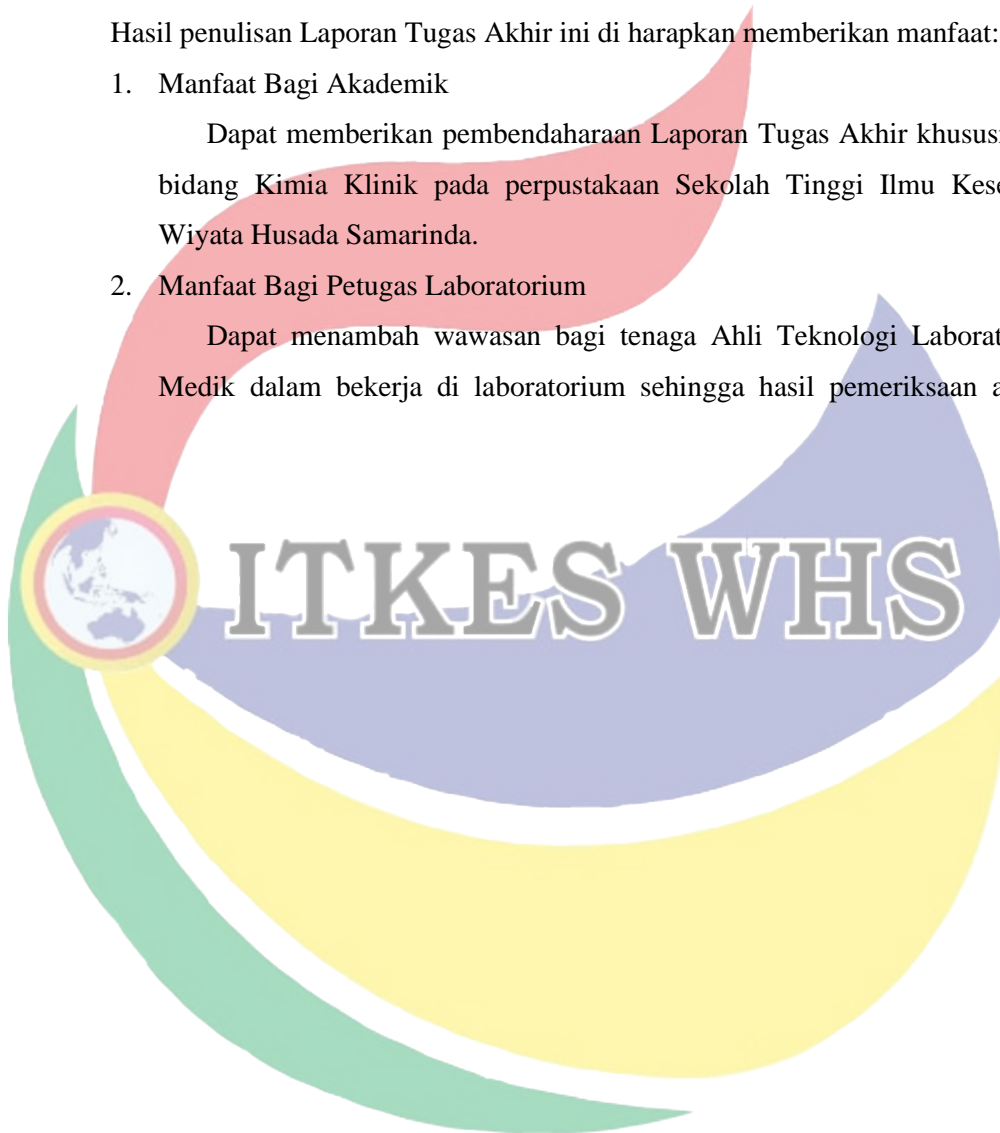 Hasil penulisan Laporan Tugas Akhir ini di harapkan memberikan manfaat:
1. Manfaat Bagi Akademik
Dapat memberikan pembendaharaan Laporan Tugas Akhir
bidang Kimia Klinik pada perpustakaan Sekolah Tinggi Ilmu
Wiyata Husada Samarinda.
2. Manfaat Bagi Petugas Laboratorium
Dapat menambah wawasan bagi tenaga Ahli Teknologi
Medik dalam bekerja di laboratorium sehingga hasil pemeriksaan
ITKES WHS